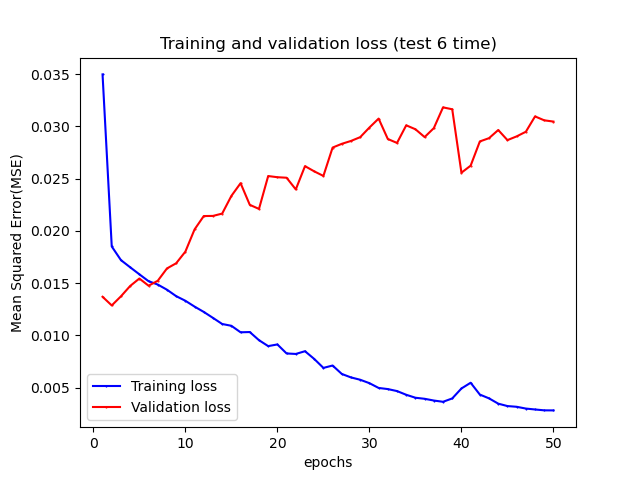 Training and validation loss (test 6 time)
Mean Squared Error(MSE)
0.035
0.030
0.025
0.020
0.015
0.010
0.005
Training loss
Validation loss
0 10 20 30 40 50
epochs